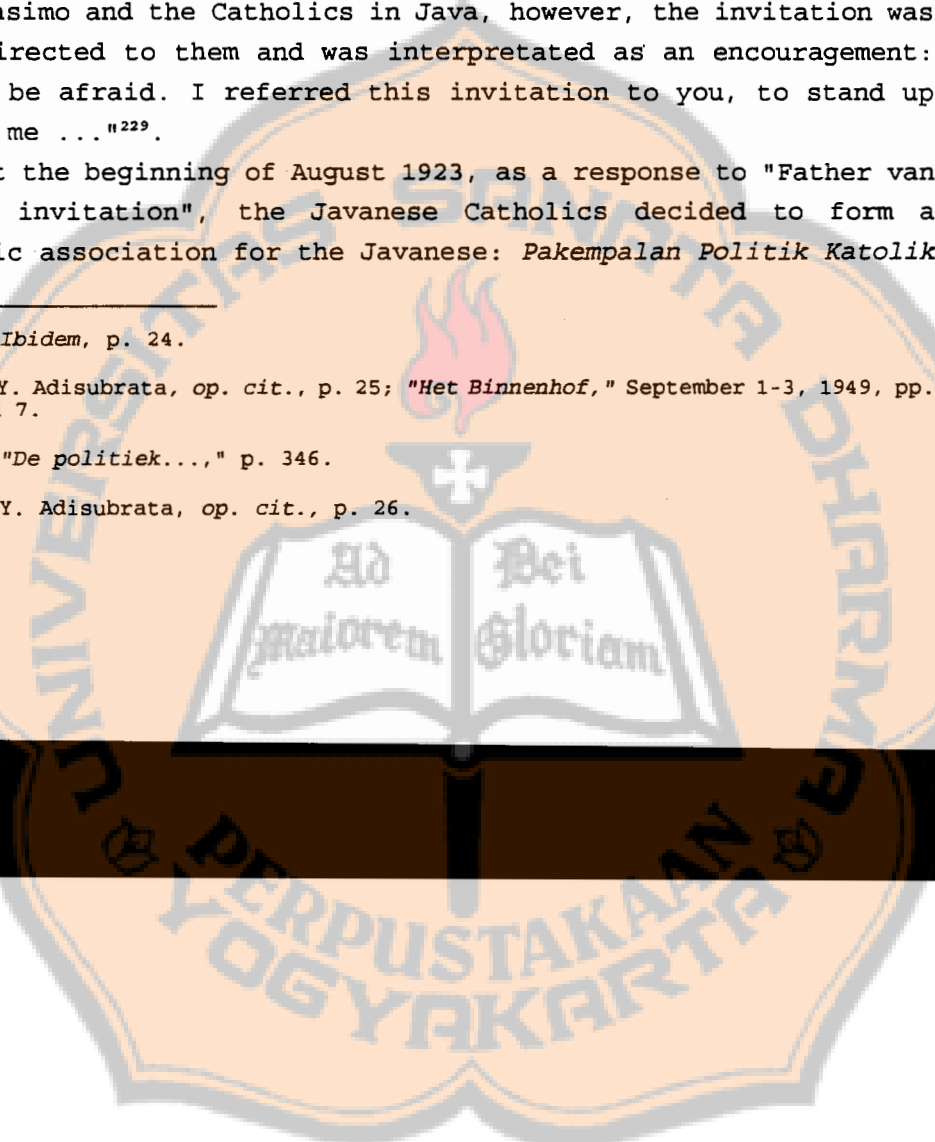 asimo and the Catholics in Java, however, the invitation was
irected to them and was interpretated as an encouragement:
be afraid. I referred this invitation to you, to stand up
me ..."229.
t the beginning of August 1923, as a response to "Father van
invitation", the Javanese Catholics decided to form a
ic association for the Javanese: Pakempalan Politik Katolik
Ibidem, p. 24.
Y. Adisubrata, op. cit., p. 25; "Het Binnenhof," September 1-3, 1949, pp.
7.
"De politiek...," p. 346.
Y. Adisubrata, op. cit., p. 26.
UNIVERSITAS SANATA DHARMA
Ad Dei
maiorem Gloriam
PERPUSTAKAAN
YOGYAKARTA